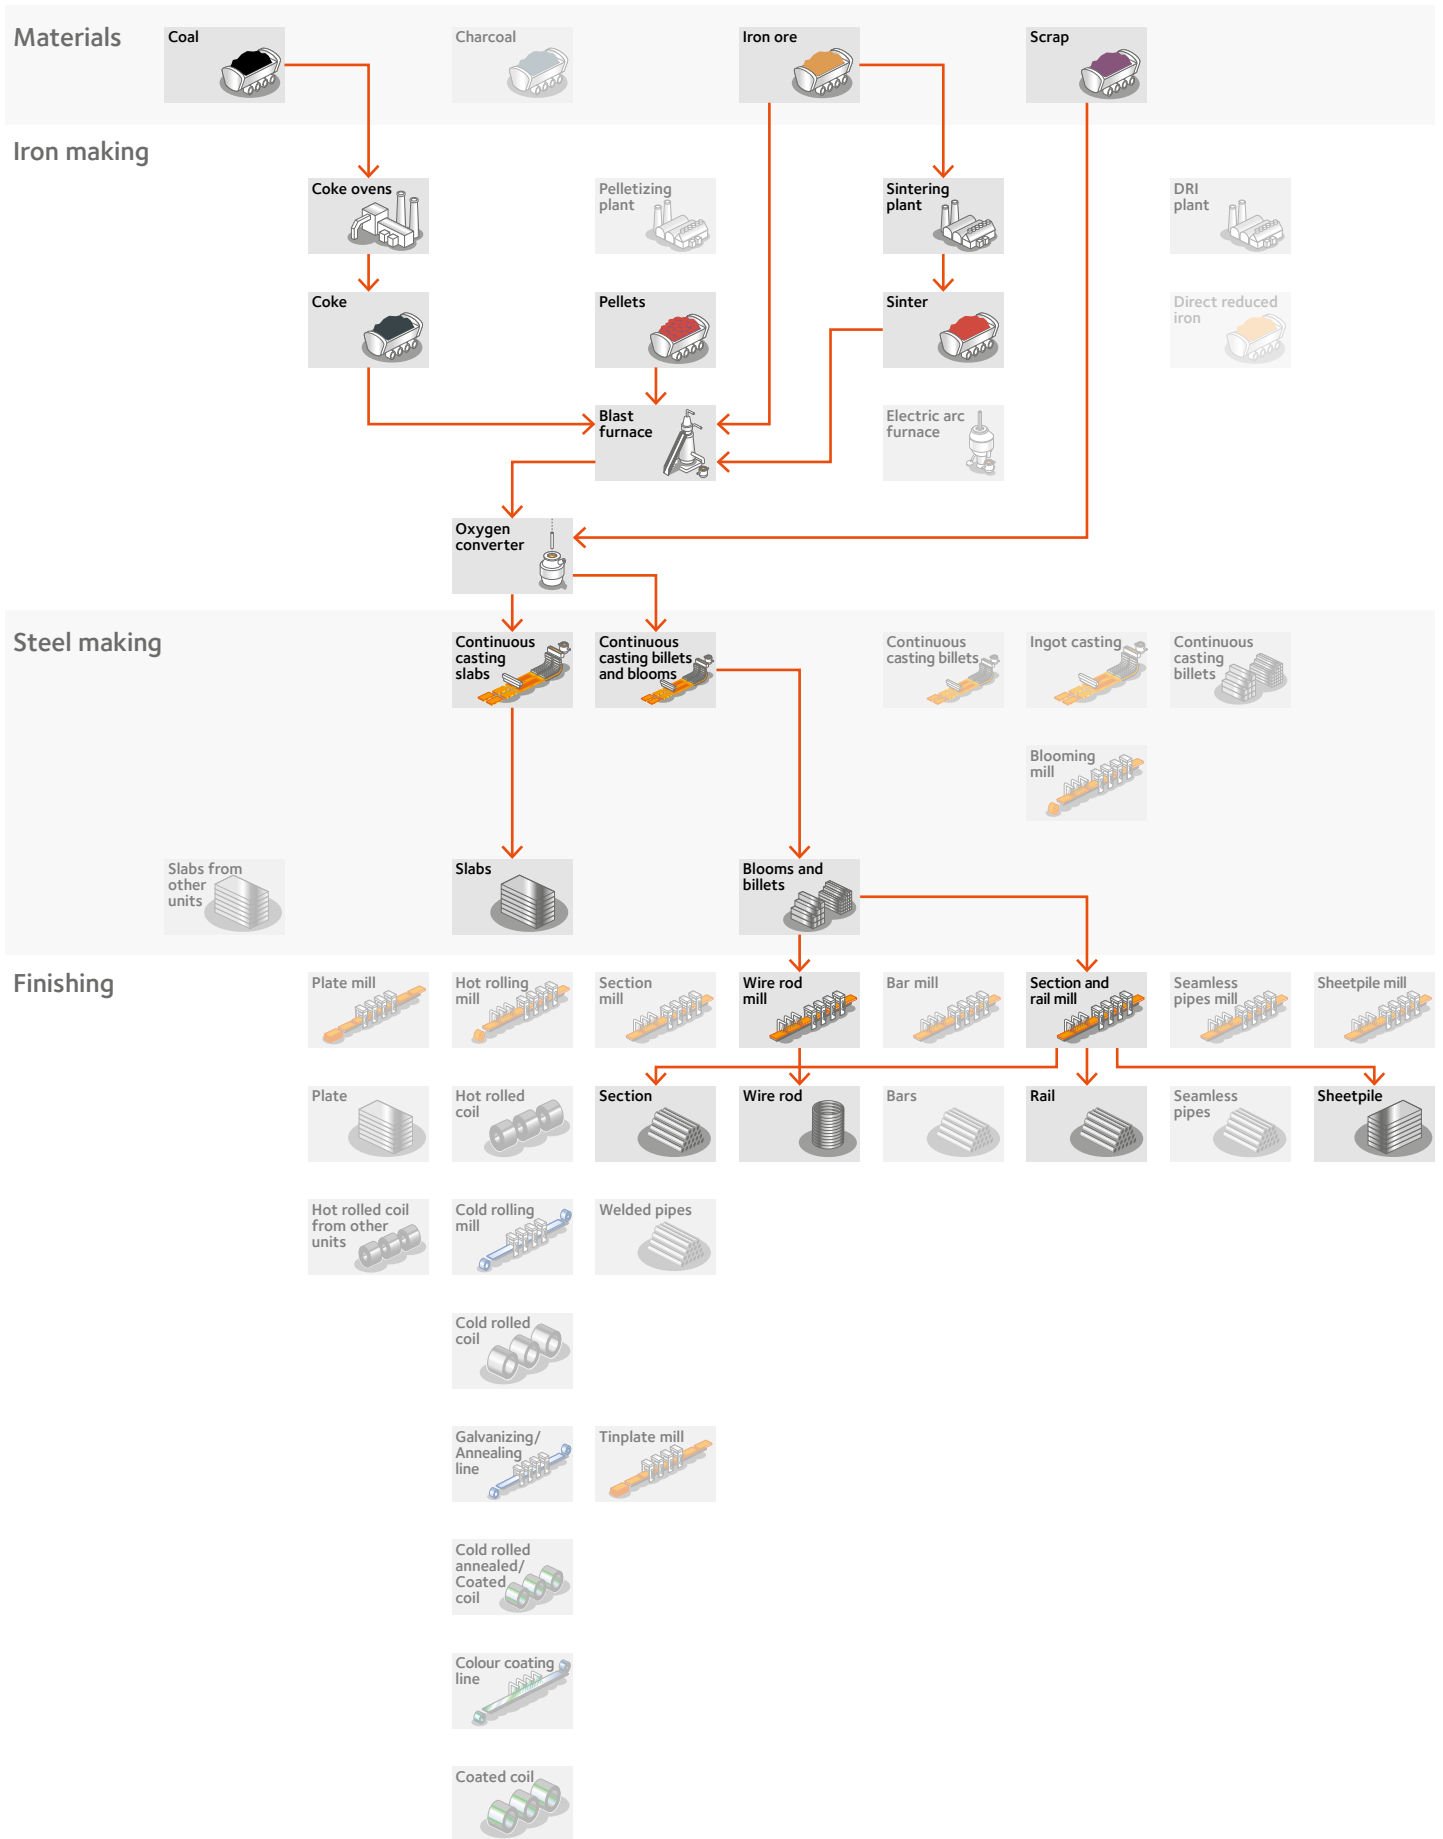 Materials
Coal
Charcoal
Iron ore
Scrap
Iron making
Coke ovens
Pelletizing
plant
Sintering
plant
DRI
plant
Coke
Pellets
Sinter
Direct reduced
iron
Blast
furnace
Electric arc
furnace
Oxygen
converter
Steel making
Continuous
casting
slabs
Continuous
casting billets
and blooms
Continuous
casting billets
Ingot casting
Continuous
casting
billets
Blooming
mill
Slabs from
other
units
Slabs
Blooms and
billets
Finishing
Plate mill
Hot rolling
mill
Section
mill
Wire rod
mill
Bar mill
Section and
rail mill
Seamless
pipes mill
Sheetpile mill
Plate
Hot rolled
coil
Section
Wire rod
Bars
Rail
Seamless
pipes
Sheetpile
Hot rolled coil
from other
units
Cold rolling
mill
Welded pipes
Cold rolled
coil
Galvanizing/
Annealing
line
Tinplate mill
Cold rolled
annealed/
Coated
coil
Colour coating
line
Coated coil